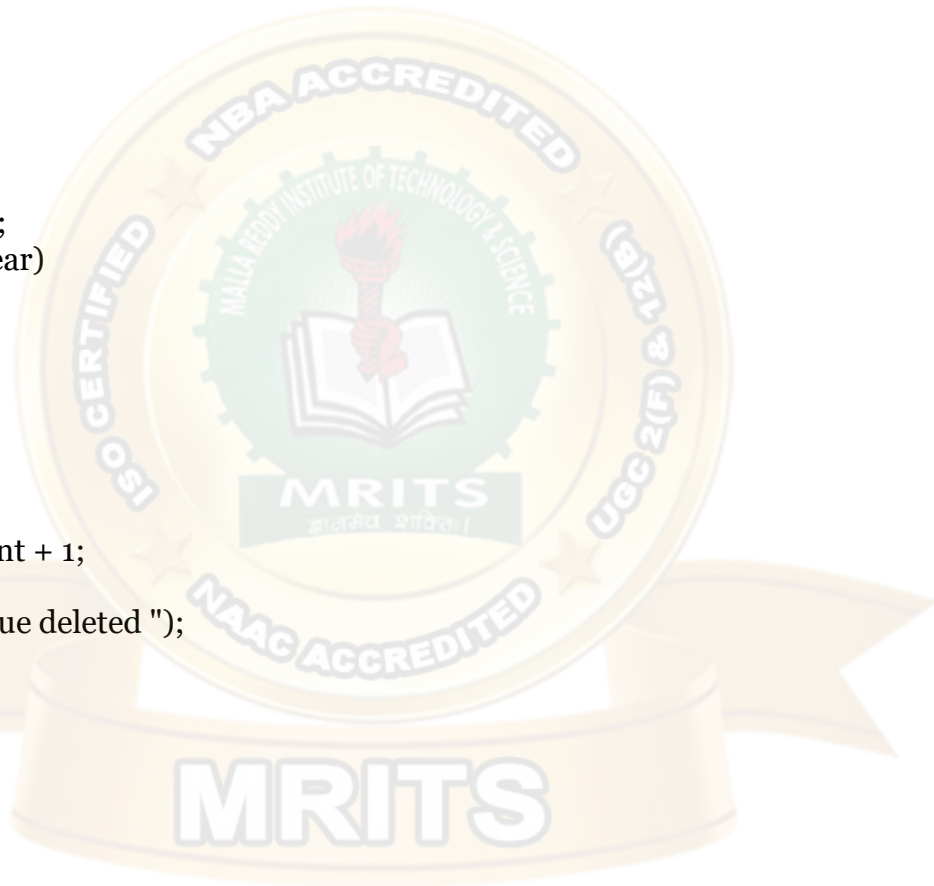 ;
ear)
nt + 1;
ue deleted ");
NBA ACCREDITED
ISO CERTIFIED
UGC 2(F) & 12(B)
NAAC ACCREDITED
MALLA REDDY INSTITUTE OF TECHNOLOGY & SCIENCE
MRITS
MRITS